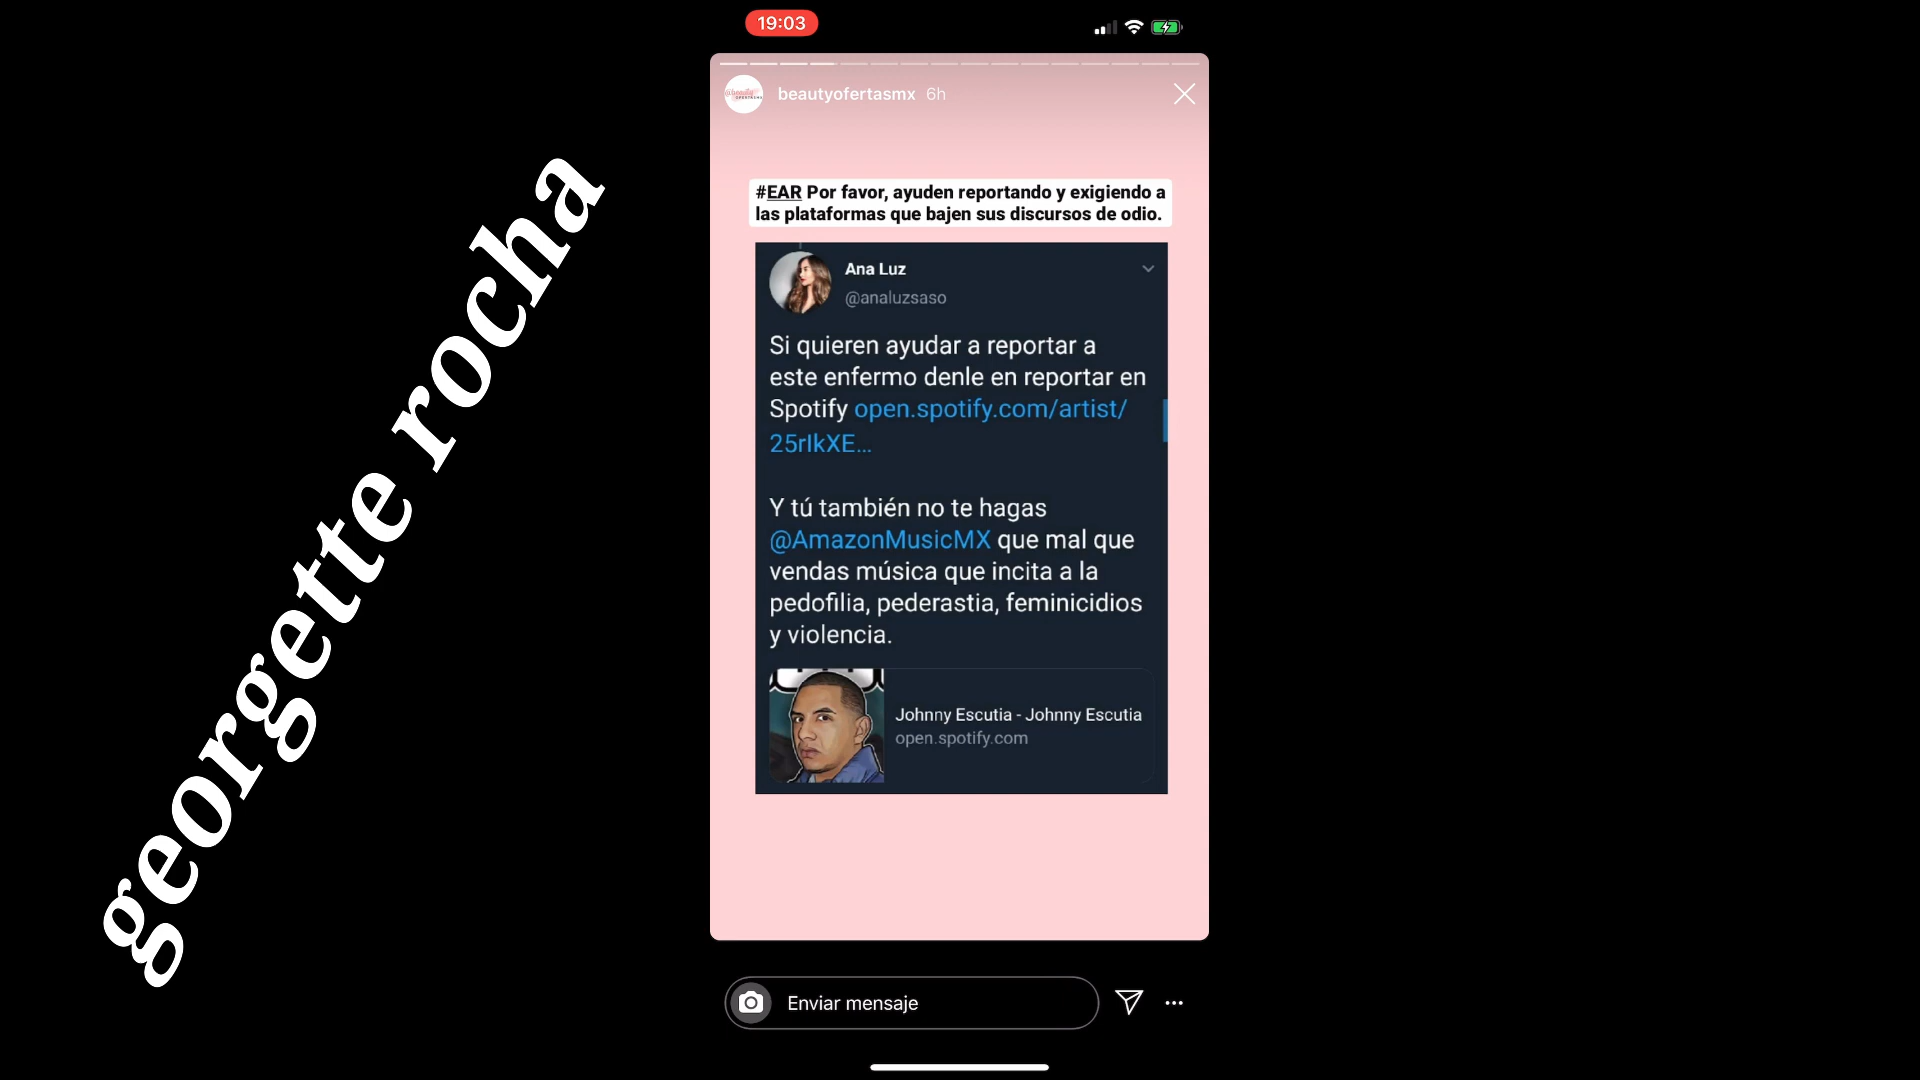 19:03
beautyofertasmx 6h
#EAR Por favor, ayuden reportando y exigiendo a
las plataformas que bajen sus discursos de odio.
Ana Luz
@analuzsaso
Si quieren ayudar a reportar a
este enfermo denle en reportar en
Spotify open.spotify.com/artist/
25rIkXE...
Y tú también no te hagas
@AmazonMusicMX que mal que
vendas música que incita a la
pedofilia, pederastia, feminicidios
y violencia.
Johnny Escutia - Johnny Escutia
open.spotify.com
Enviar mensaje
georgette rocha